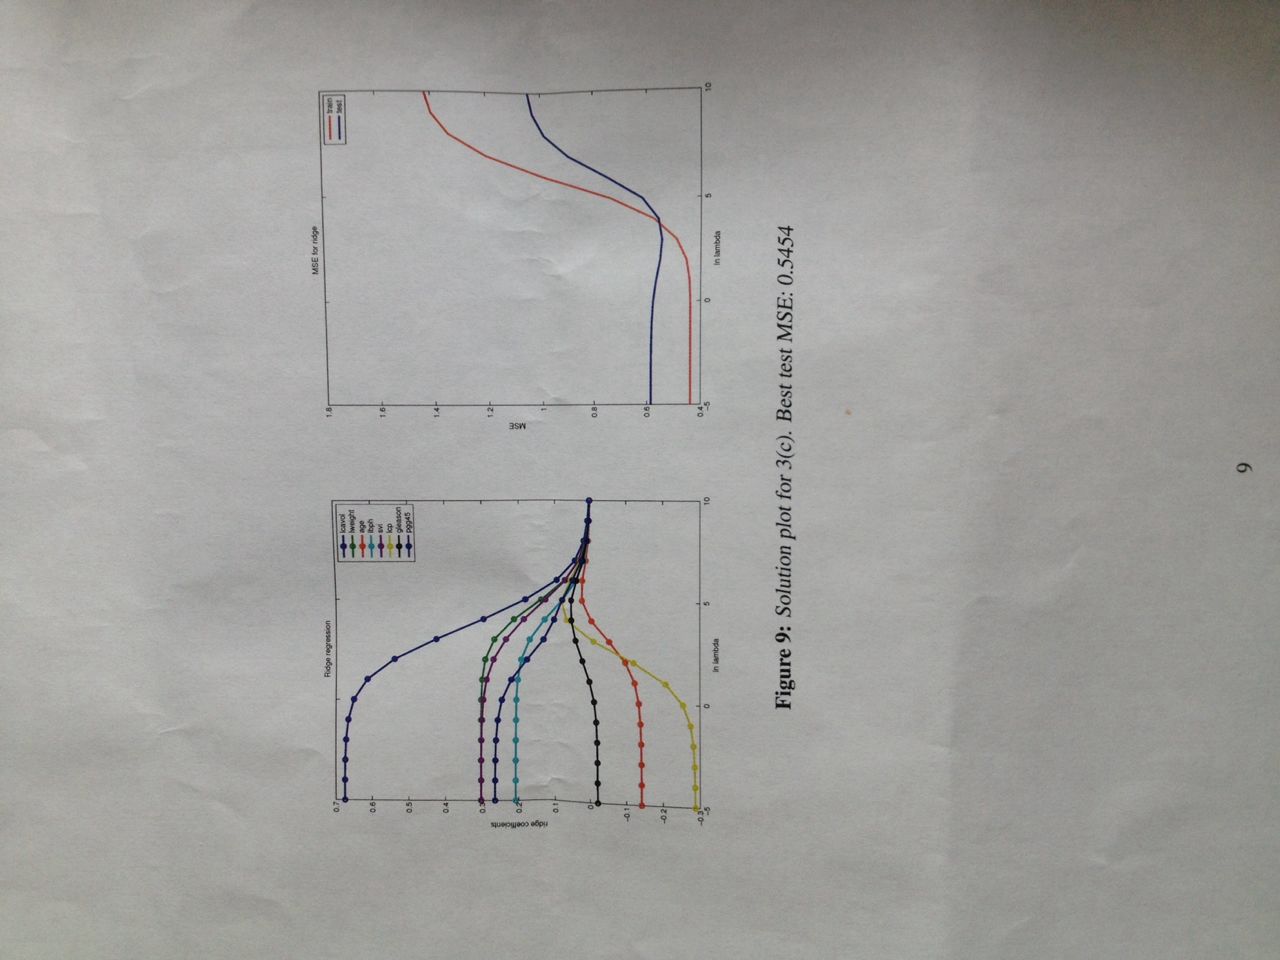 Ridge regression
0.7
0.6
0.5
0.4
0.3
0.2
0.1
0
−0.1
−0.2
−0.3
ridge coefficients
−5
0
5
10
ln lambda
lcavol
lweight
age
lbph
svi
lcp
gleason
pgg45
MSE for ridge
1.8
1.6
1.4
1.2
1
0.8
0.6
0.4
MSE
−5
0
5
10
ln lambda
train
test
Figure 9: Solution plot for 3(c). Best test MSE: 0.5454
9